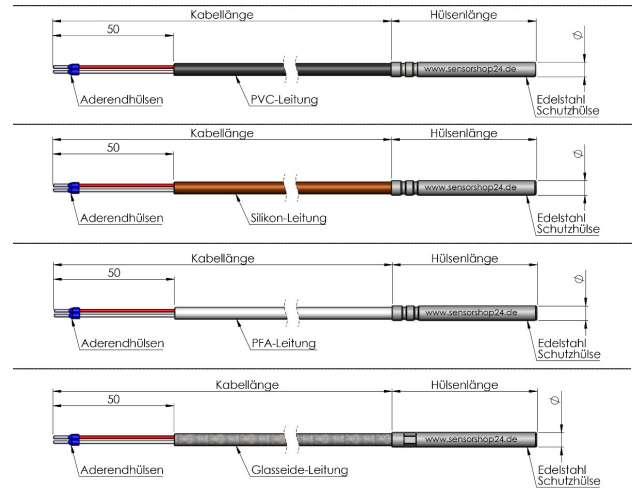 Kabellänge Hülsenlänge
50 Ø
www.sensorshop24.de
Aderendhülsen PVC-Leitung Edelstahl
Schutzhülse
Kabellänge Hülsenlänge
50 Ø
www.sensorshop24.de
Aderendhülsen Silikon-Leitung Edelstahl
Schutzhülse
Kabellänge Hülsenlänge
50 Ø
www.sensorshop24.de
Aderendhülsen PFA-Leitung Edelstahl
Schutzhülse
Kabellänge Hülsenlänge
50 Ø
www.sensorshop24.de
Aderendhülsen Glasseide-Leitung Edelstahl
Schutzhülse